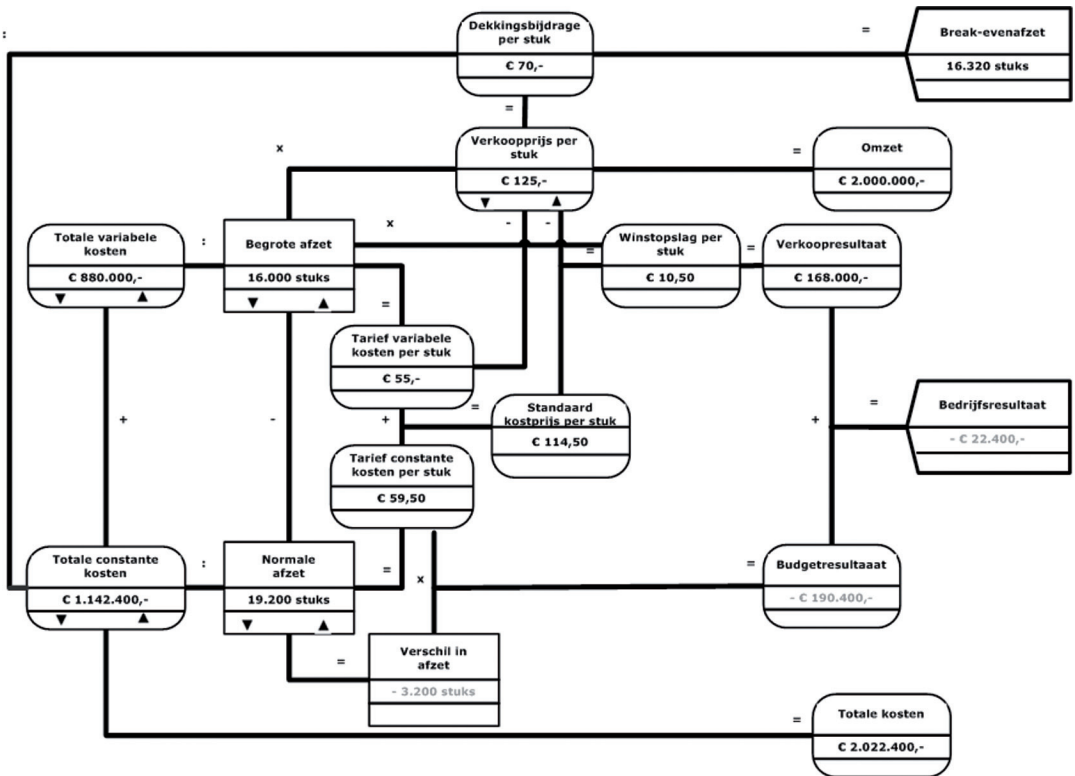 :
Dekkingsbijdrage
per stuk
€ 70,-
=
Break-evenafzet
16.320 stuks
=
x
Verkoopprijs per
stuk
€ 125,-
▼ ▲
=
Omzet
€ 2.000.000,-
Totale variabele
kosten
€ 880.000,-
▼ ▲
:
Begrote afzet
16.000 stuks
▼ ▲
x
- -
=
Winstopslag per
stuk
€ 10,50
=
Verkoopresultaat
€ 168.000,-
=
Tarief variabele
kosten per stuk
€ 55,-
+
-
+
=
Standaard
kostprijs per stuk
€ 114,50
+
=
Bedrijfsresultaat
- € 22.400,-
Tarief constante
kosten per stuk
€ 59,50
Totale constante
kosten
€ 1.142.400,-
▼ ▲
:
Normale
afzet
19.200 stuks
▼ ▲
=
x
=
Budgetresultaaat
- € 190.400,-
=
Verschil in
afzet
- 3.200 stuks
=
Totale kosten
€ 2.022.400,-